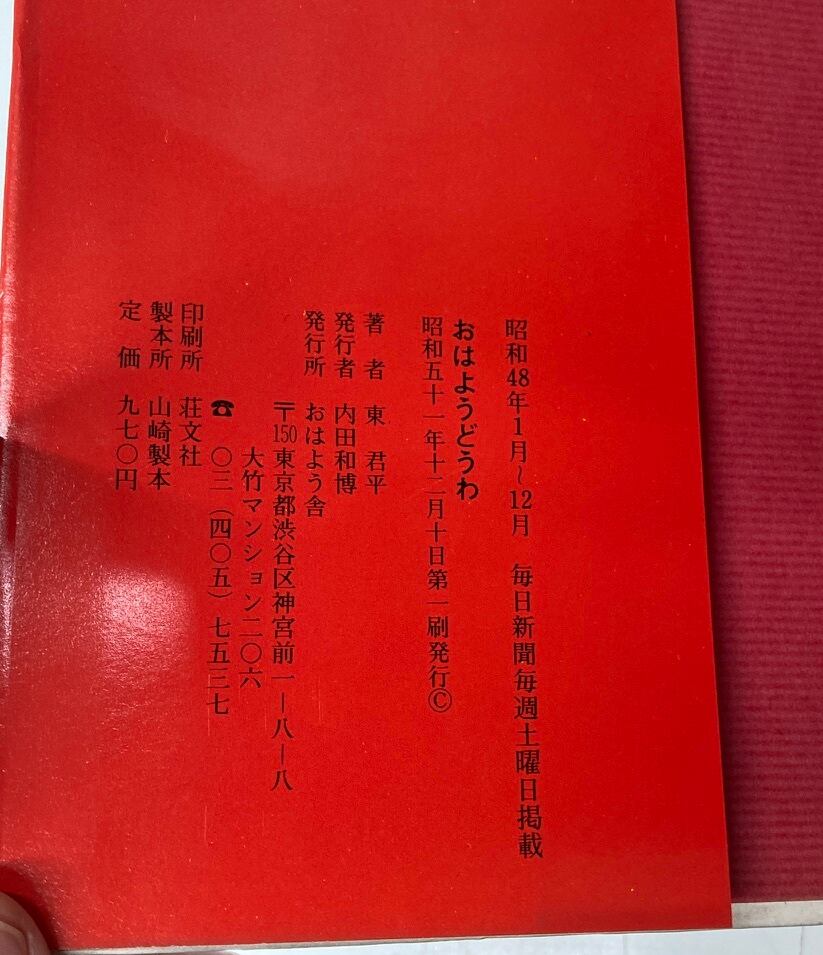 昭和48年1月〜12月　毎日新聞毎週土曜日掲載
おはようどうわ
昭和五十一年十二月十日第一刷発行©
著　者　東　君平
発行者　内田和博
発行所　おはよう舎
〒150東京都渋谷区神宮前一ー八ー八
大竹マンション二〇六
☎　〇三（四〇五）七五三七
印刷所　荘文社
製本所　山崎製本
定　価　九七〇円